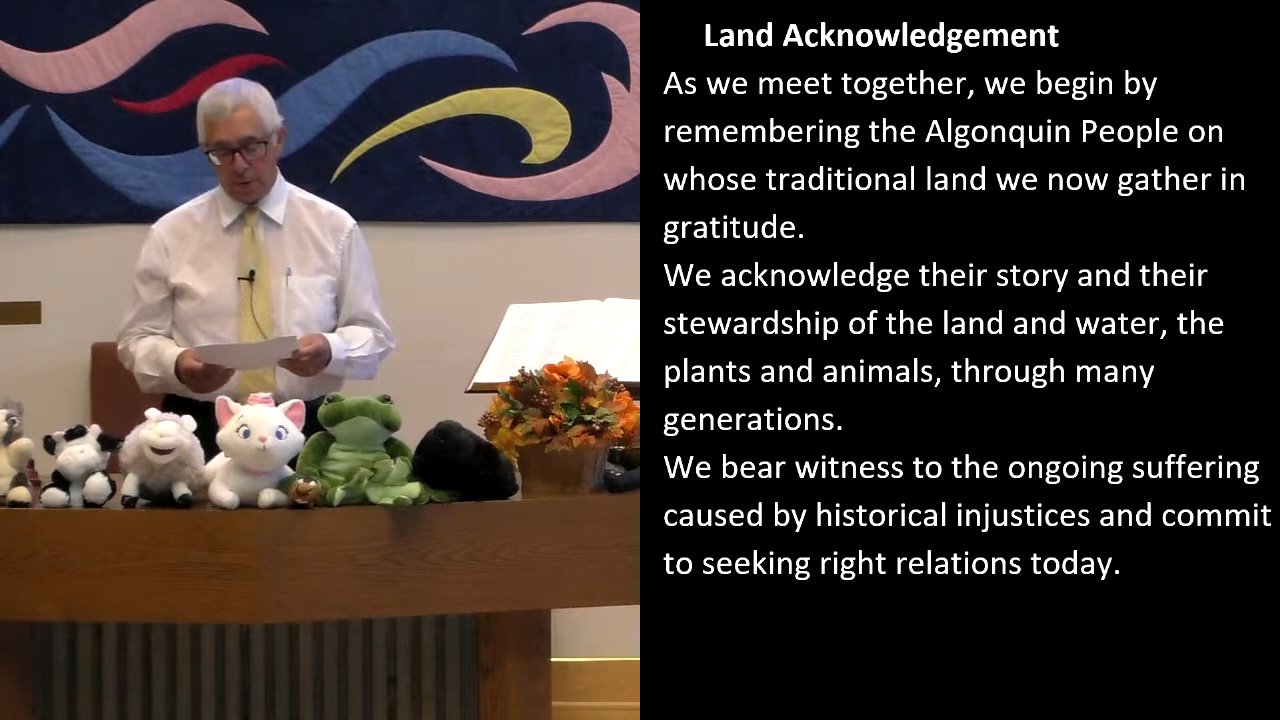 Land Acknowledgement
As we meet together, we begin by
remembering the Algonquin People on
whose traditional land we now gather in
gratitude.
We acknowledge their story and their
stewardship of the land and water, the
plants and animals, through many
generations.
We bear witness to the ongoing suffering
caused by historical injustices and commit
to seeking right relations today.